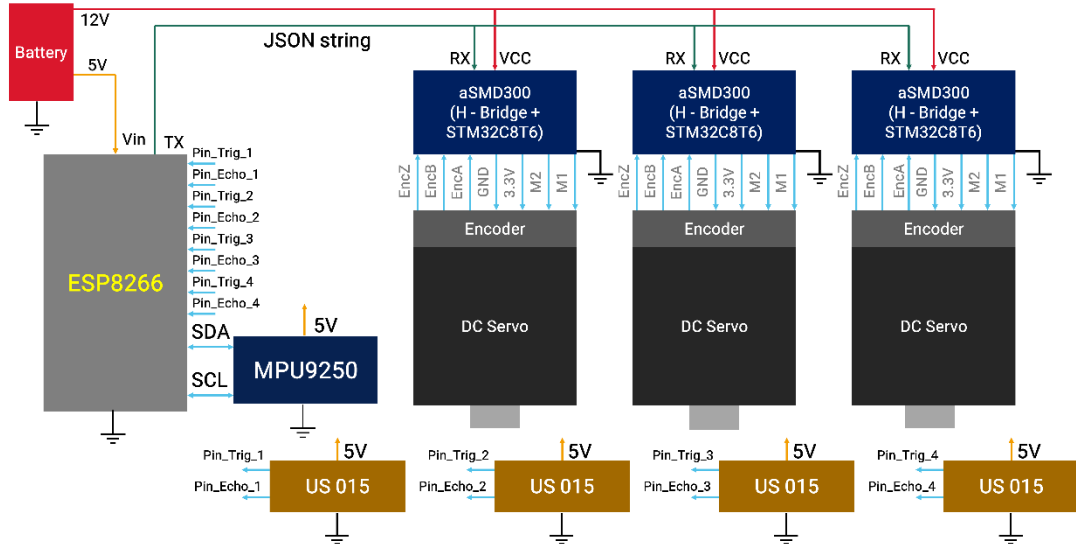 Battery
12V
5V
JSON string
Vin
TX
Pin_Trig_1
Pin_Echo_1
Pin_Trig_2
Pin_Echo_2
Pin_Trig_3
Pin_Echo_3
Pin_Trig_4
Pin_Echo_4
ESP8266
SDA
SCL
5V
MPU9250
RX
VCC
aSMD300
(H - Bridge +
STM32C8T6)
EncZ
EncB
EncA
GND
3.3V
M2
M1
Encoder
DC Servo
RX
VCC
aSMD300
(H - Bridge +
STM32C8T6)
EncZ
EncB
EncA
GND
3.3V
M2
M1
Encoder
DC Servo
RX
VCC
aSMD300
(H - Bridge +
STM32C8T6)
EncZ
EncB
EncA
GND
3.3V
M2
M1
Encoder
DC Servo
Pin_Trig_1
Pin_Echo_1
5V
US 015
Pin_Trig_2
Pin_Echo_2
5V
US 015
Pin_Trig_3
Pin_Echo_3
5V
US 015
Pin_Trig_4
Pin_Echo_4
5V
US 015